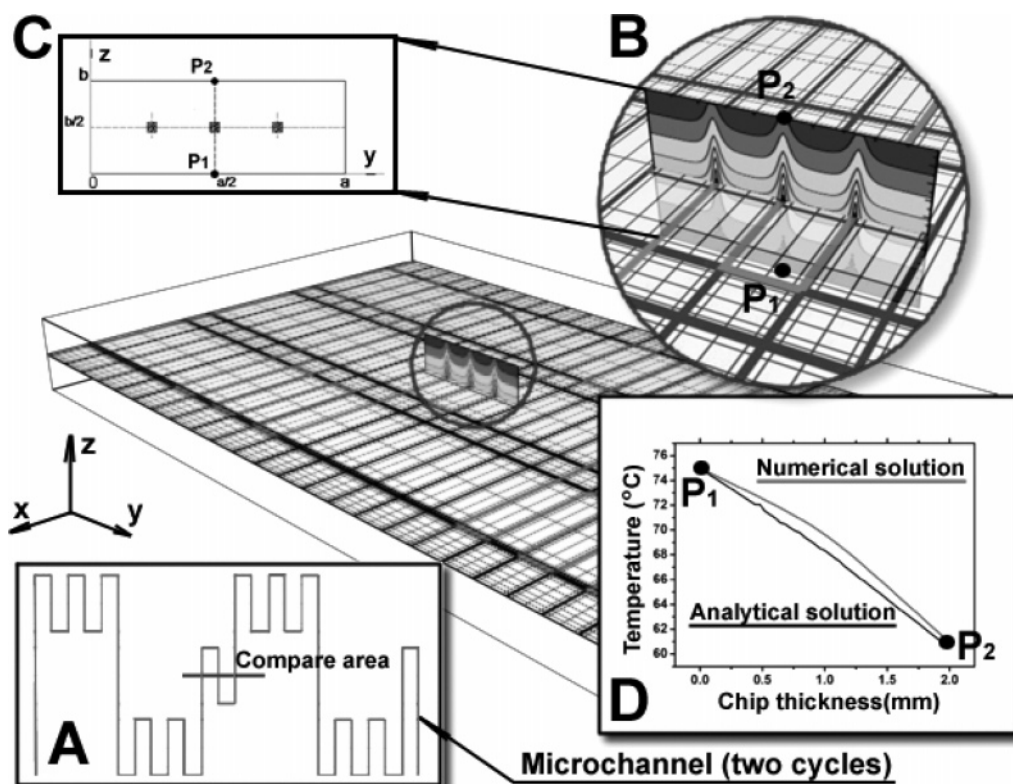 C
z
b
P2
b/2
P1
y
0
a/2
a
B
P2
P1
z
x
y
A
Compare area
Microchannel (two cycles)
D
Temperature (°C)
76
74
72
70
68
66
64
62
60
P1
Numerical solution
Analytical solution
P2
0.0
0.5
1.0
1.5
2.0
Chip thickness(mm)